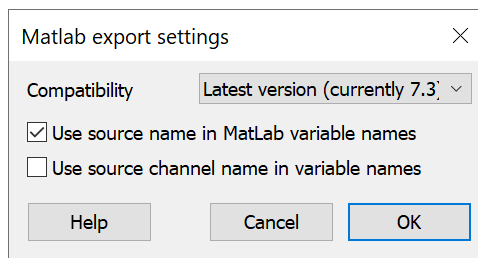 Matlab export settings
Compatibility Latest version (currently 7.3)
Use source name in MatLab variable names
Use source channel name in variable names
Help Cancel OK